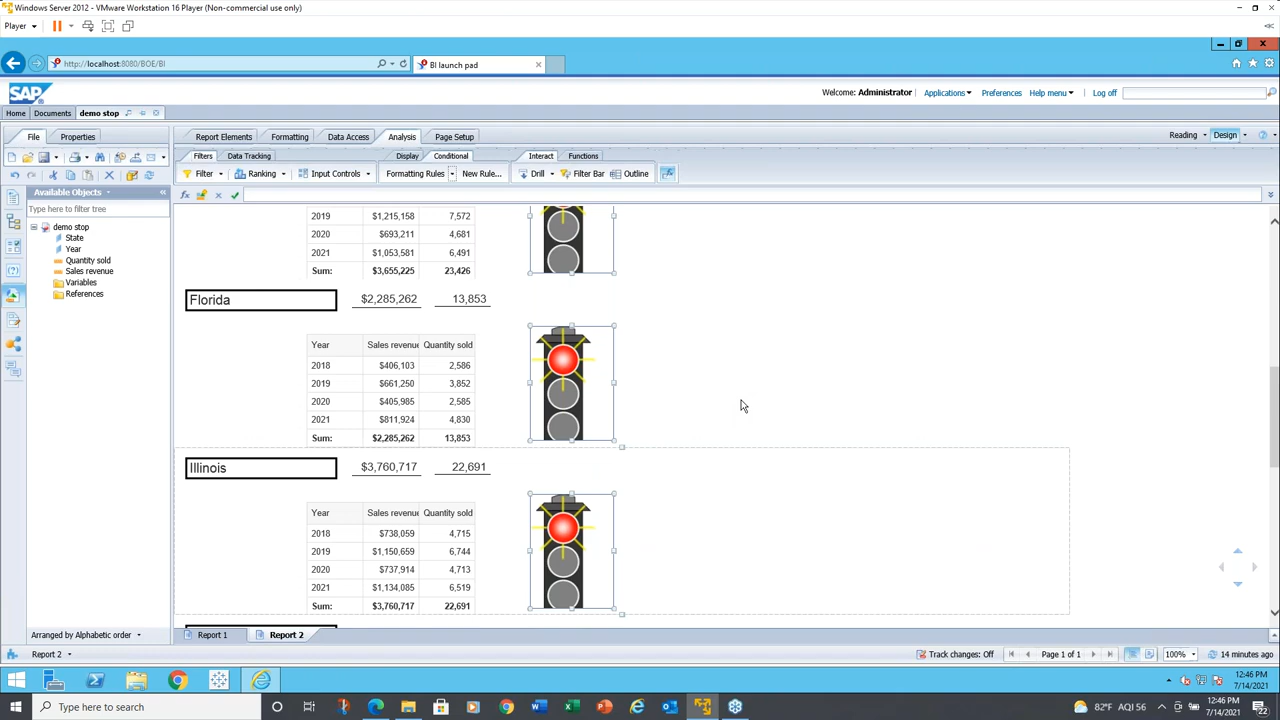 Windows Server 2012 - VMware Workstation 16 Player (Non-commercial use only)
Player
http://localhost:8080/BOE/BI
BI launch pad
SAP
Welcome: Administrator
Applications
Preferences
Help menu
Log off
Home
Documents
demo stop
File
Properties
Report Elements
Formatting
Data Access
Analysis
Page Setup
Reading
Design
Filters
Data Tracking
Display
Conditional
Interact
Functions
Filter
Ranking
Input Controls
Formatting Rules
New Rule...
Drill
Filter Bar
Outline
Available Objects
Type here to filter tree
demo stop
State
Year
Quantity sold
Sales revenue
Variables
References
2019 $1,215,158 7,572
2020 $693,211 4,681
2021 $1,053,581 6,491
Sum: $3,655,225 23,426
Florida $2,285,262 13,853
Year Sales revenue Quantity sold
2018 $406,103 2,586
2019 $661,250 3,852
2020 $405,985 2,585
2021 $811,924 4,830
Sum: $2,285,262 13,853
Illinois $3,760,717 22,691
Year Sales revenue Quantity sold
2018 $738,059 4,715
2019 $1,150,659 6,744
2020 $737,914 4,713
2021 $1,134,085 6,519
Sum: $3,760,717 22,691
Arranged by Alphabetic order
Report 1
Report 2
Report 2
Track changes: Off
Page 1 of 1
100%
14 minutes ago
12:46 PM
7/14/2021
Type here to search
82°F AQI 56
12:46 PM
7/14/2021
22